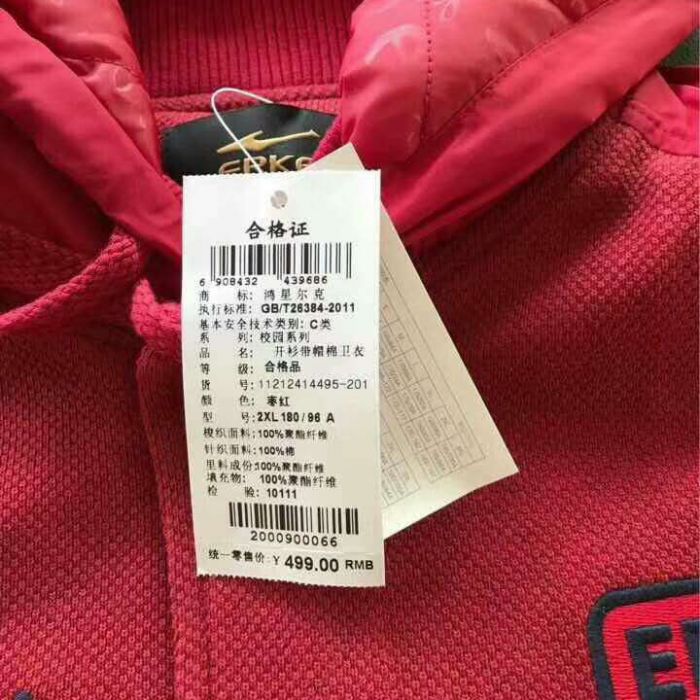 ERKE
合格证
6 908432 439686
商 标: 鸿星尔克
执行标准: GB/T26384-2011
基本安全技术类别: C类
系 列: 校园系列
品 名: 开衫带帽棉卫衣
等 级: 合格品
货 号: 11212414495-201
颜 色: 枣红
型 号: 2XL 180/96 A
梭织面料: 100%聚酯纤维
针织面料: 100%棉
里料成份: 100%聚酯纤维
填充物: 100%聚酯纤维
检 验: 10111
2000900066
统一零售价: ¥ 499.00 RMB